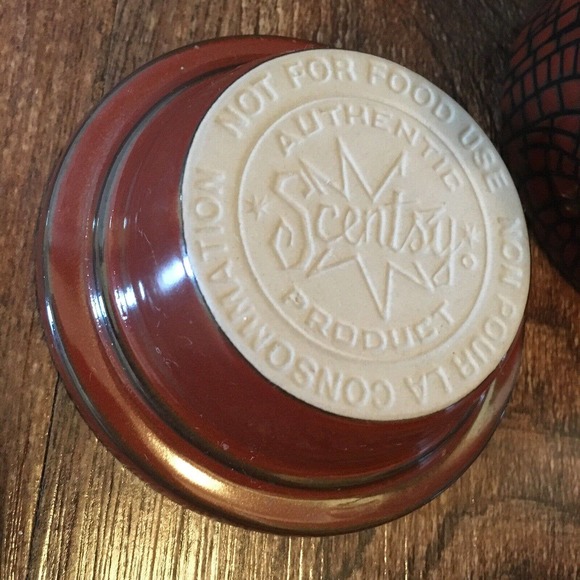 NOT FOR FOOD USE
NON POUR LA CONSOMMATION
AUTHENTIC
Scentsy
PRODUCT